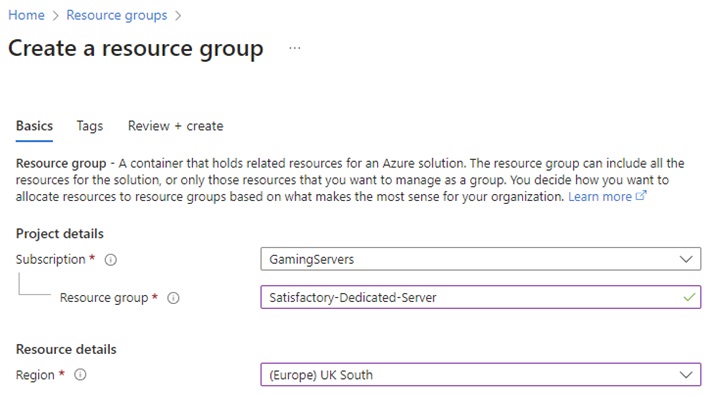 Home > Resource groups >
Create a resource group ...
Basics Tags Review + create
Resource group - A container that holds related resources for an Azure solution. The resource group can include all the
resources for the solution, or only those resources that you want to manage as a group. You decide how you want to
allocate resources to resource groups based on what makes the most sense for your organization. Learn more
Project details
Subscription * GamingServers
Resource group * Satisfactory-Dedicated-Server
Resource details
Region * (Europe) UK South